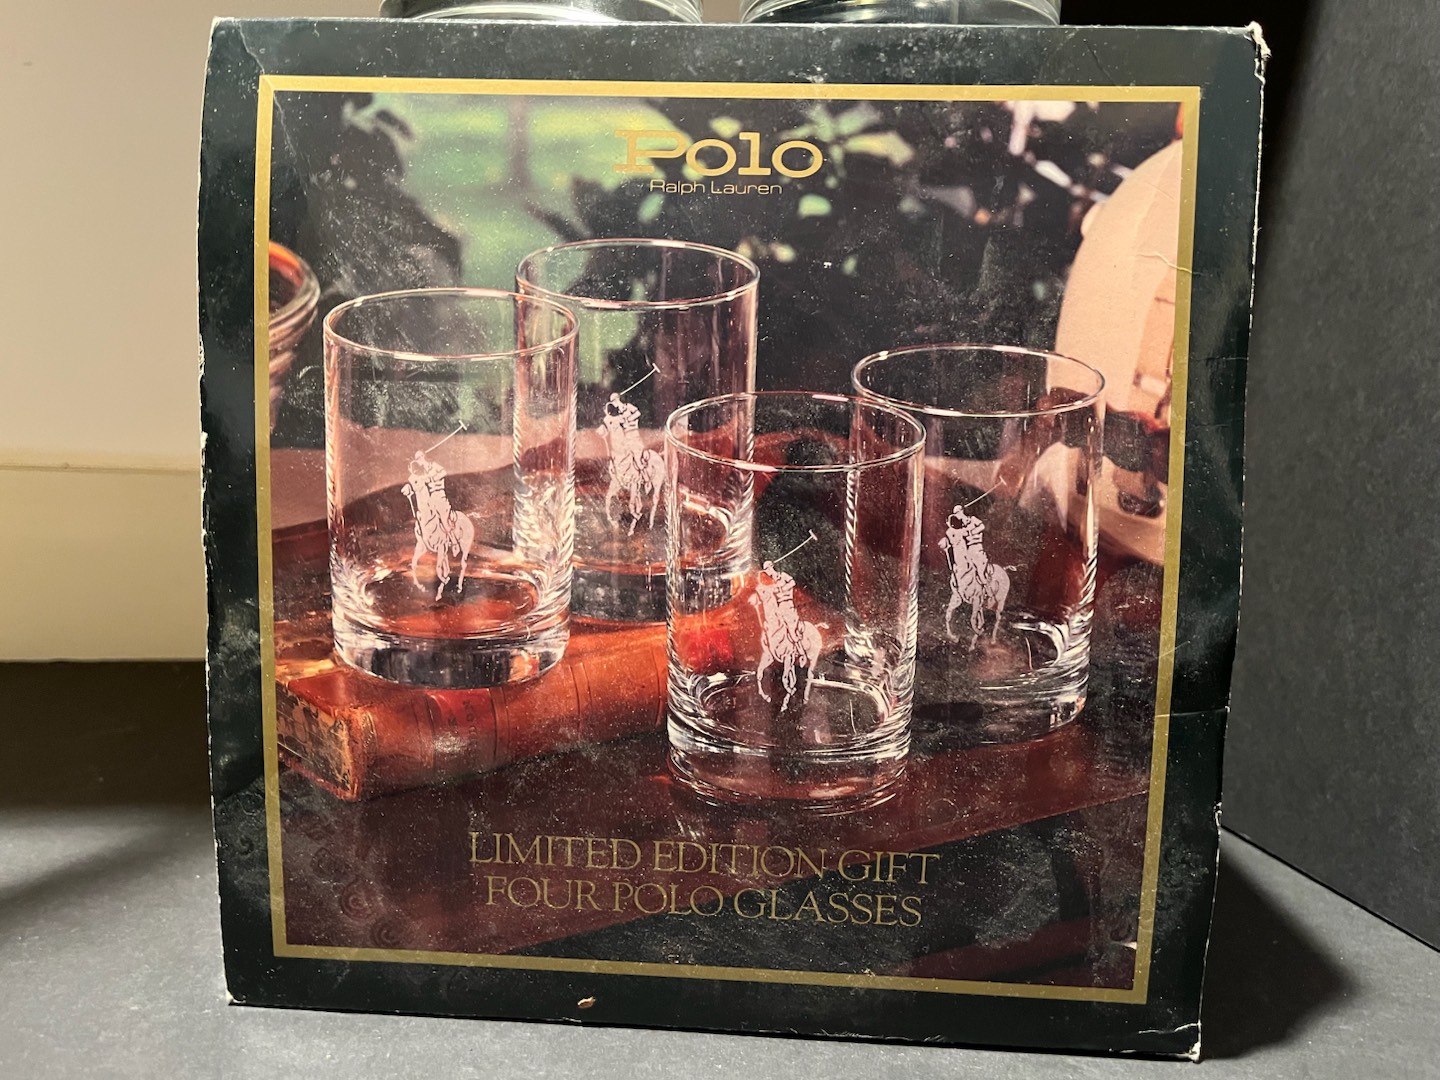 Polo
Ralph Lauren
LIMITED EDITION GIFT
FOUR POLO GLASSES